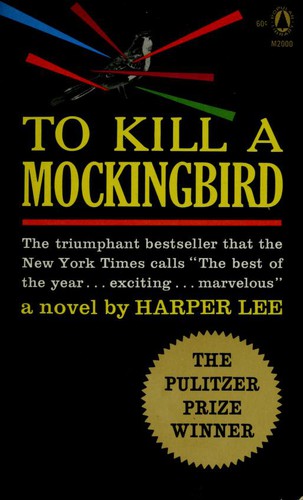 60¢
M2000
TO KILL A
MOCKINGBIRD
The triumphant bestseller that the
New York Times calls "The best of
the year...exciting...marvelous"
a novel by HARPER LEE
THE
PULITZER
PRIZE
WINNER